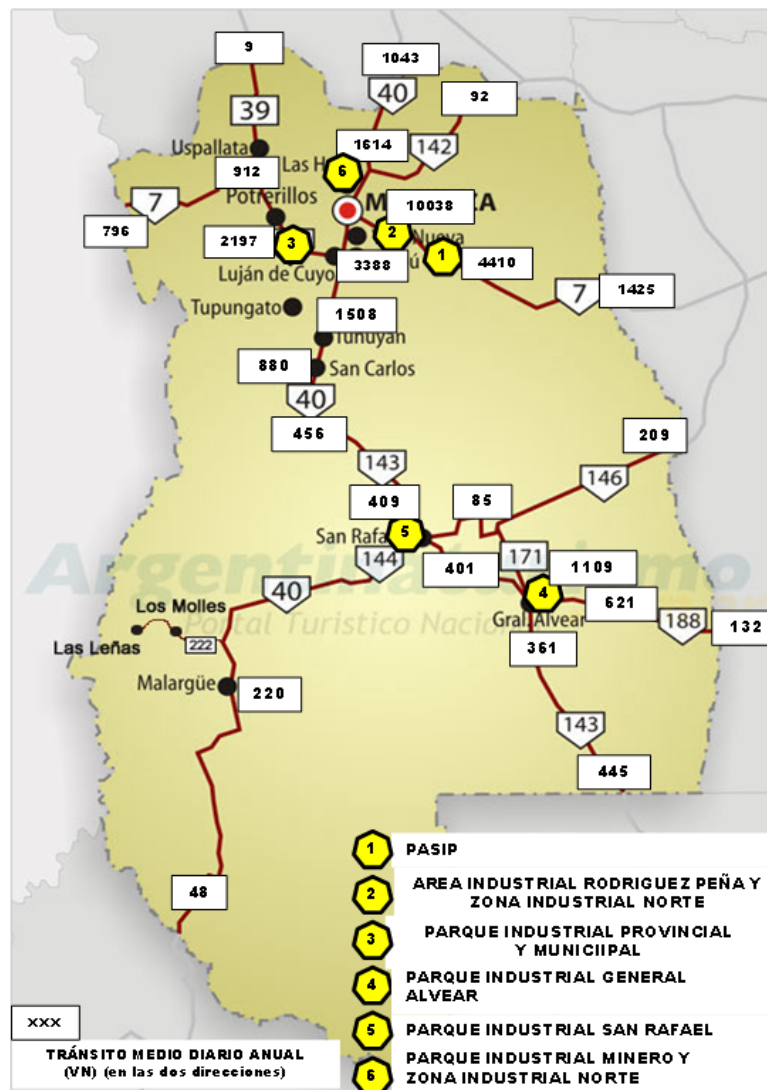 9
1043
40
92
39
Uspallata
1614
142
Las H
6
912
Potrerillos
7
M
ZA
10038
796
2197
3
2
Nueva
1
Luján de Cuyo
3388
ú
4410
1425
7
Tupungato
1508
Tunuyán
880
San Carlos
40
456
209
143
146
409
85
5
San Rafa
144
171
1109
401
4
40
621
Los Molles
Gral. Alvear
188
132
Las Leñas
222
Portal Turistico Nacio
361
Malargüe
220
143
445
48
1 PASIP
2 AREA INDUSTRIAL RODRIGUEZ PEÑA Y
ZONA INDUSTRIAL NORTE
3 PARQUE INDUSTRIAL PROVINCIAL
Y MUNICIIPAL
4 PARQUE INDUSTRIAL GENERAL
ALVEAR
5 PARQUE INDUSTRIAL SAN RAFAEL
6 PARQUE INDUSTRIAL MINERO Y
ZONA INDUSTRIAL NORTE
XXX
TRÁNSITO MEDIO DIARIO ANUAL
(VN) (en las dos direcciones)